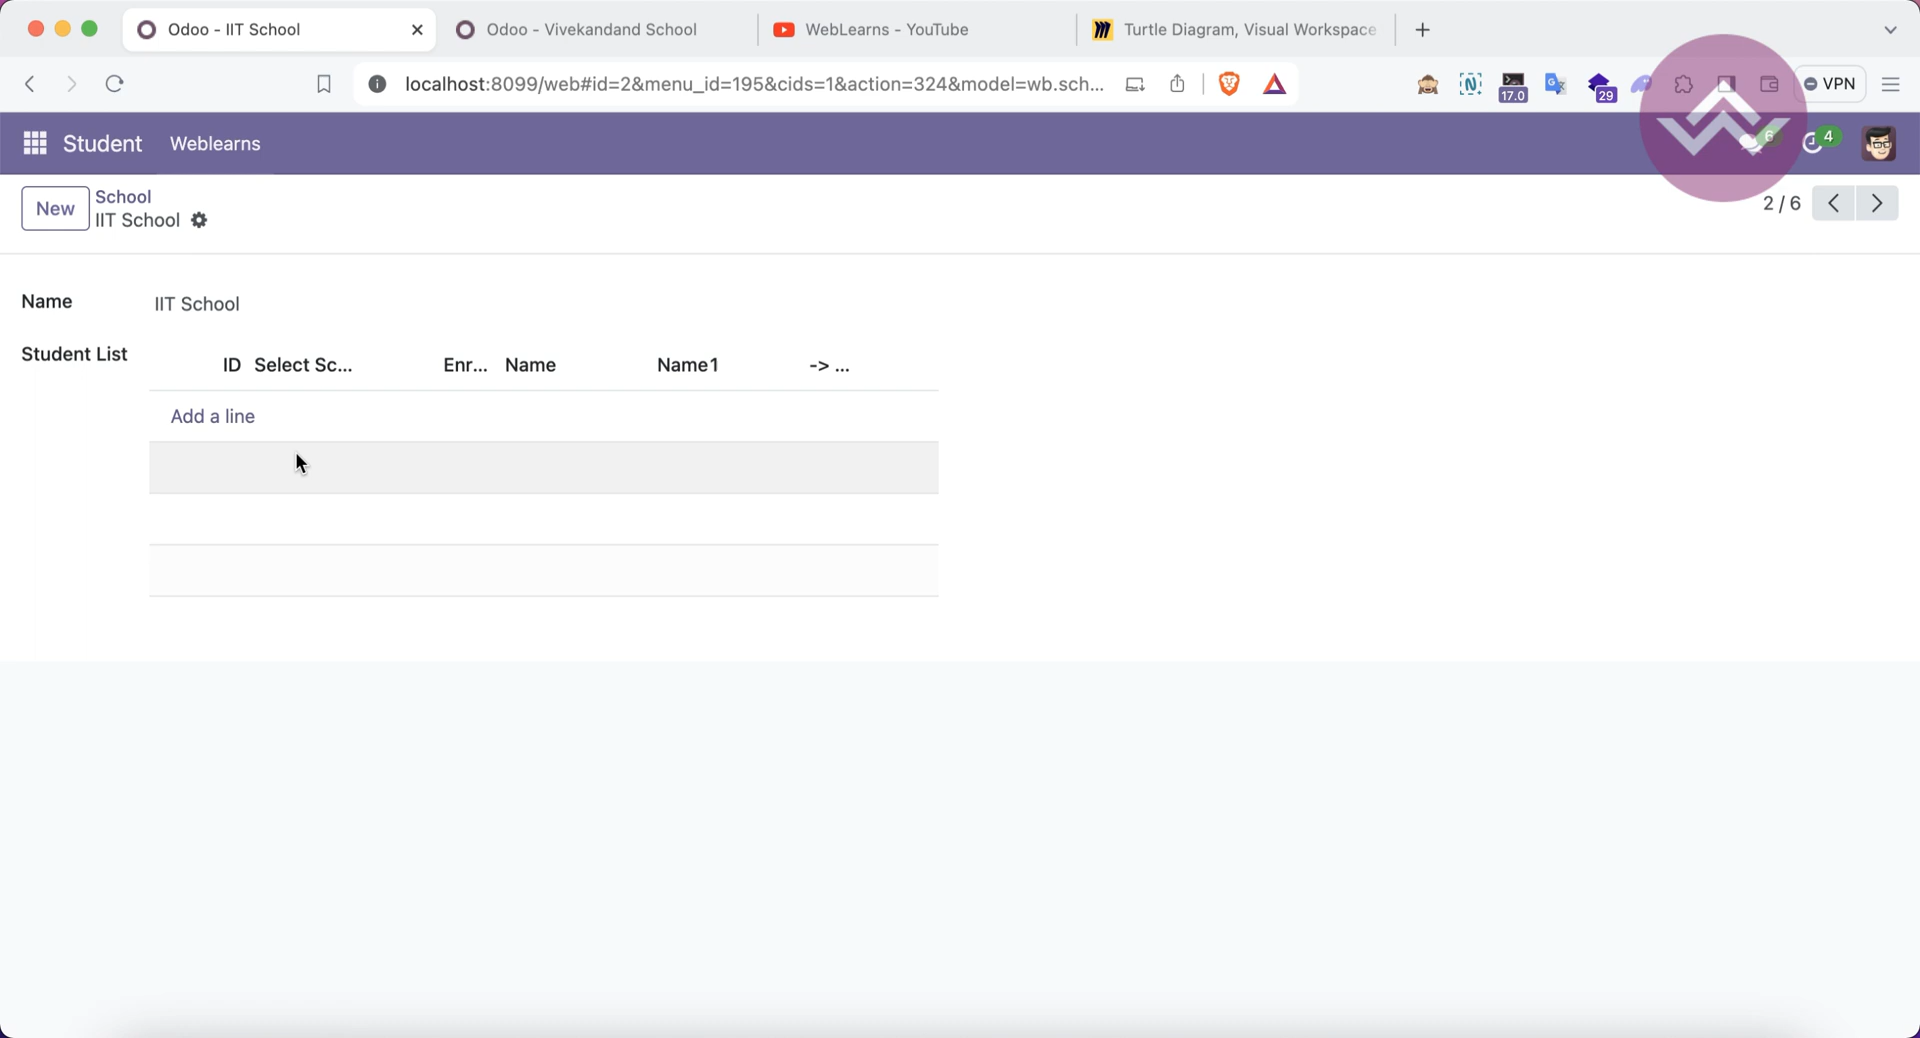 Odoo - IIT School
Odoo - Vivekandand School
WebLearns - YouTube
Turtle Diagram, Visual Workspace
localhost:8099/web#id=2&menu_id=195&cids=1&action=324&model=wb.sch...
17.0
29
VPN
Student
Weblearns
6
4
New
School
IIT School
2 / 6
Name
IIT School
Student List
ID
Select Sc...
Enr...
Name
Name1
-> ...
Add a line